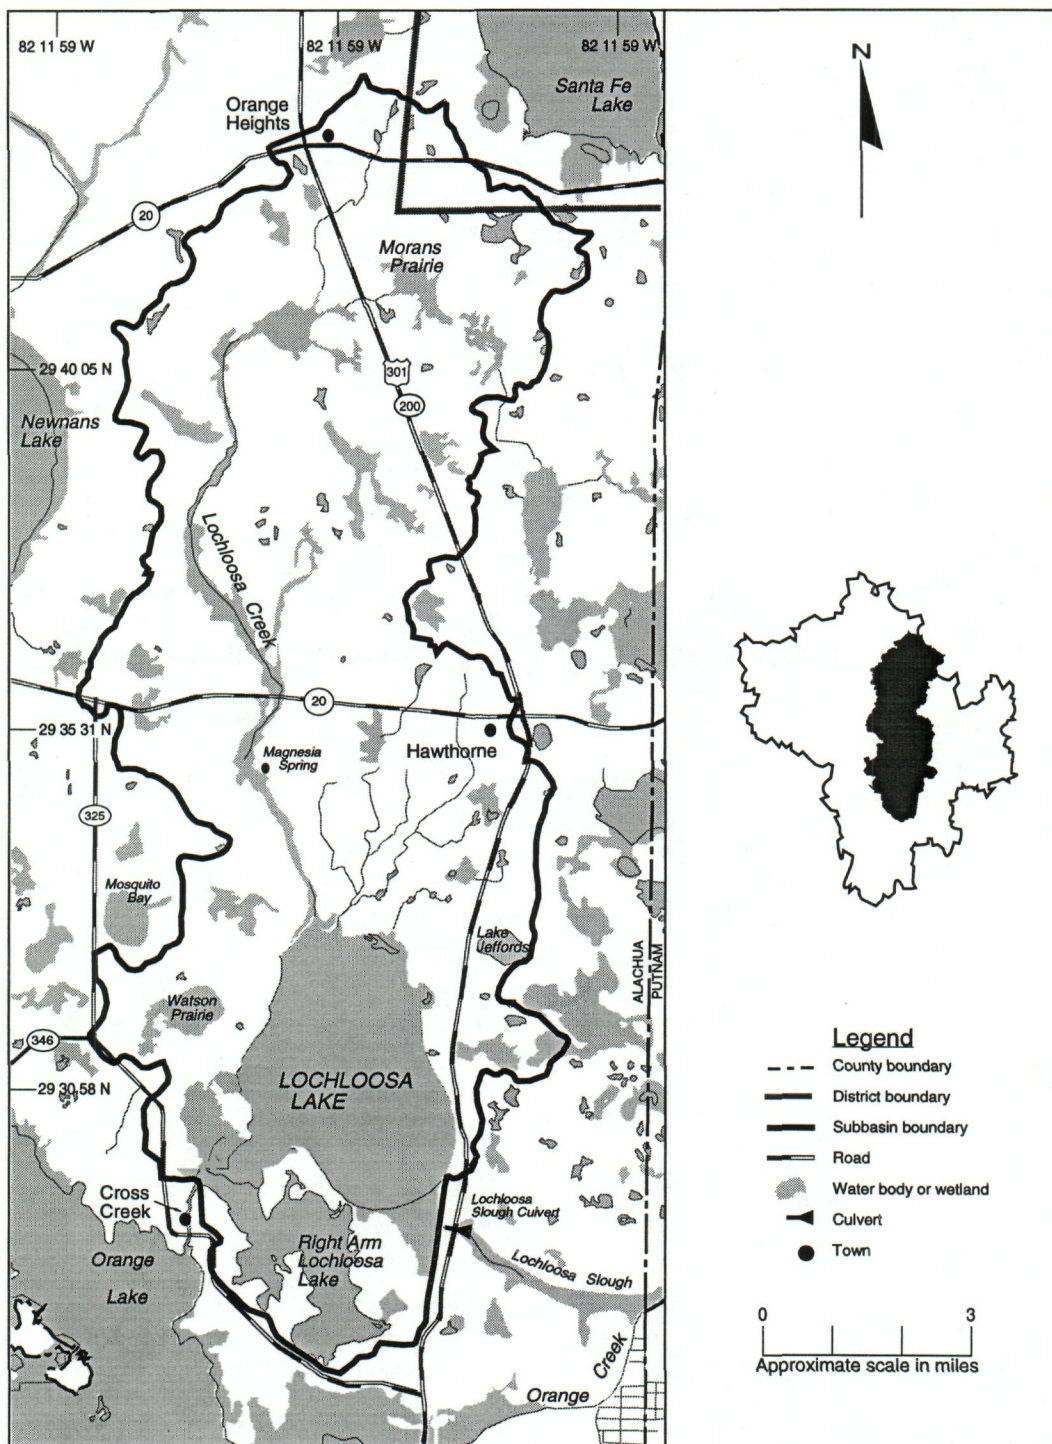 82 11 59 W
82 11 59 W
82 11 59 W
Santa Fe
Lake
N
Orange
Heights
20
Morans
Prairie
29 40 05 N
301
200
Newnans
Lake
Lochloosa Creek
20
29 35 31 N
Hawthorne
Magnesia
Spring
325
Mosquito
Bay
Lake
Jeffords
ALACHUA
PUTNAM
Watson
Prairie
346
LOCHLOOSA
LAKE
29 30 58 N
Cross
Creek
Lochloosa
Slough Culvert
Right Arm
Lochloosa
Lake
Orange
Lake
Lochloosa Slough
Orange Creek
Legend
County boundary
District boundary
Subbasin boundary
Road
Water body or wetland
Culvert
Town
0 3
Approximate scale in miles